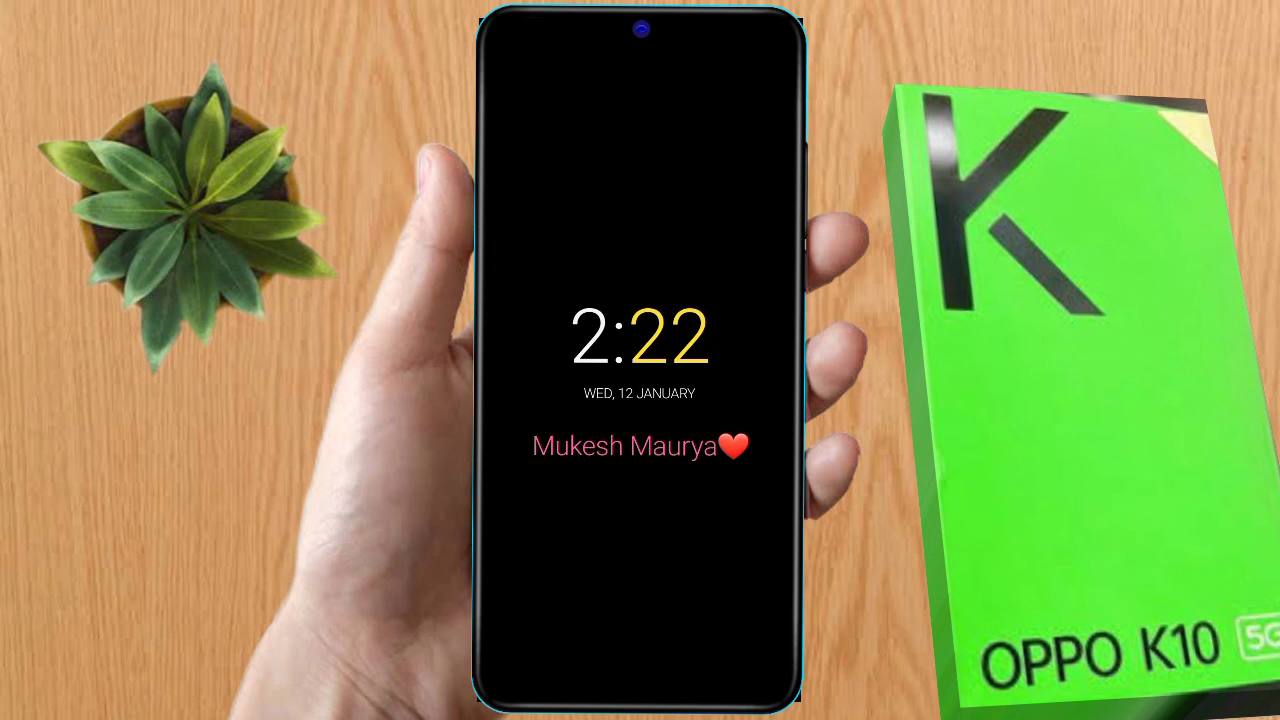 2:22
WED, 12 JANUARY
Mukesh Maurya❤️
K
OPPO K10 5G